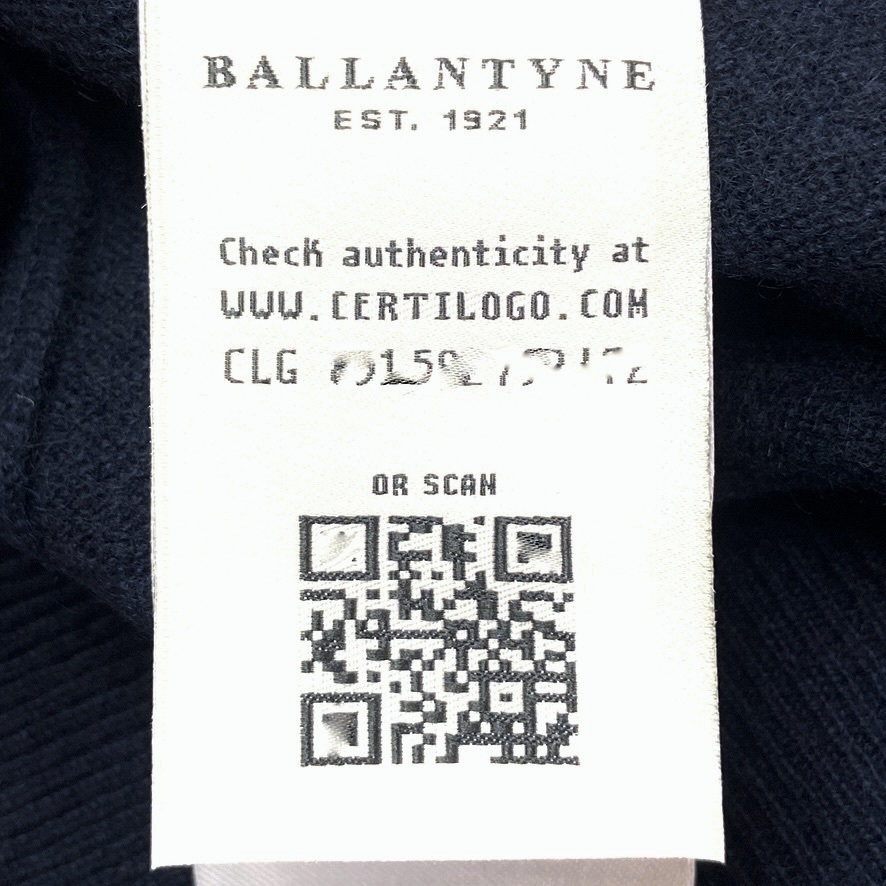 BALLANTYNE
EST. 1921
Check authenticity at
WWW.CERTILOGO.COM
CLG
OR SCAN